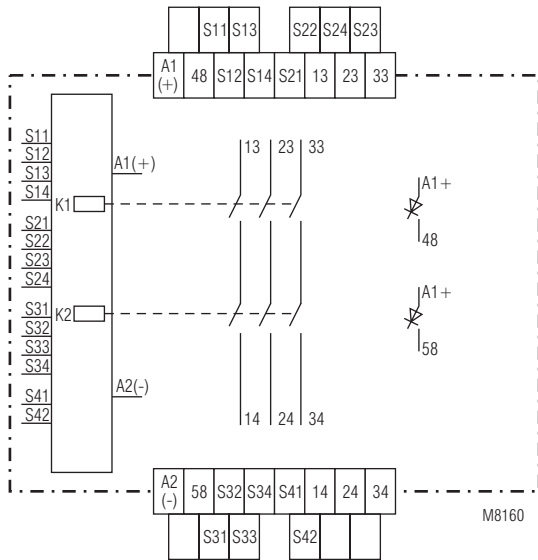 S11 S13 S22 S24 S23
A1 (+) 48 S12 S14 S21 13 23 33
S11
S12
S13
S14
A1(+)
K1
S21
S22
S23
S24
K2
S31
S32
S33
S34
S41
S42
A2(-)
13 23 33
14 24 34
A1+
48
A1+
58
A2 (-) 58 S32 S34 S41 14 24 34
S31 S33 S42
M8160